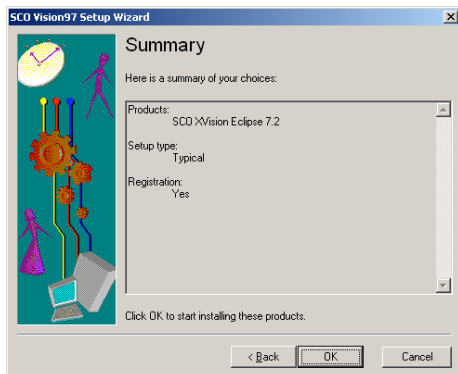 SCO Vision97 Setup Wizard
Summary
Here is a summary of your choices:
Products:
SCO XVision Eclipse 7.2
Setup type:
Typical
Registration:
Yes
Click OK to start installing these products.
< Back OK Cancel